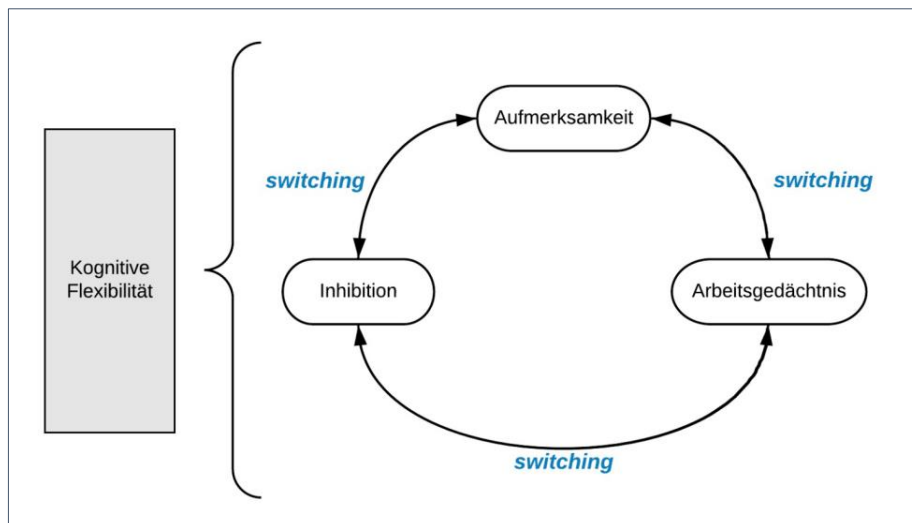 Aufmerksamkeit
switching
switching
Kognitive
Flexibilität
Inhibition
Arbeitsgedächtnis
switching